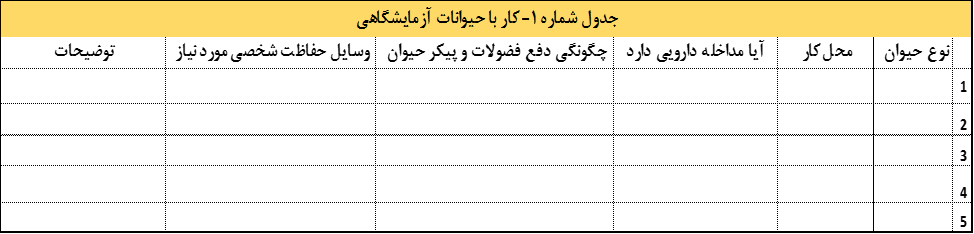 جدول شماره ۱- کار با حیوانات آزمایشگاهی
نوع حیوان محل کار آیا مداخله دارویی دارد چگونگی دفع فضولات و پیکر حیوان وسایل حفاظت شخصی مورد نیاز توضیحات
1
2
3
4
5